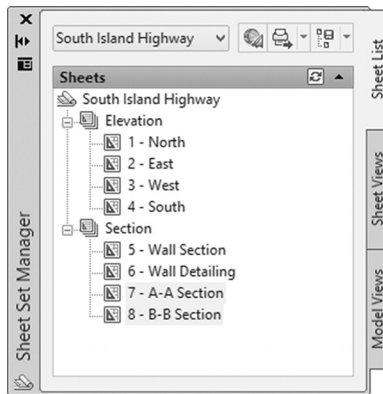 South Island Highway
Sheets
South Island Highway
Elevation
1 - North
2 - East
3 - West
4 - South
Section
5 - Wall Section
6 - Wall Detailing
7 - A-A Section
8 - B-B Section
Sheet Set Manager
Sheet List
Sheet Views
Model Views